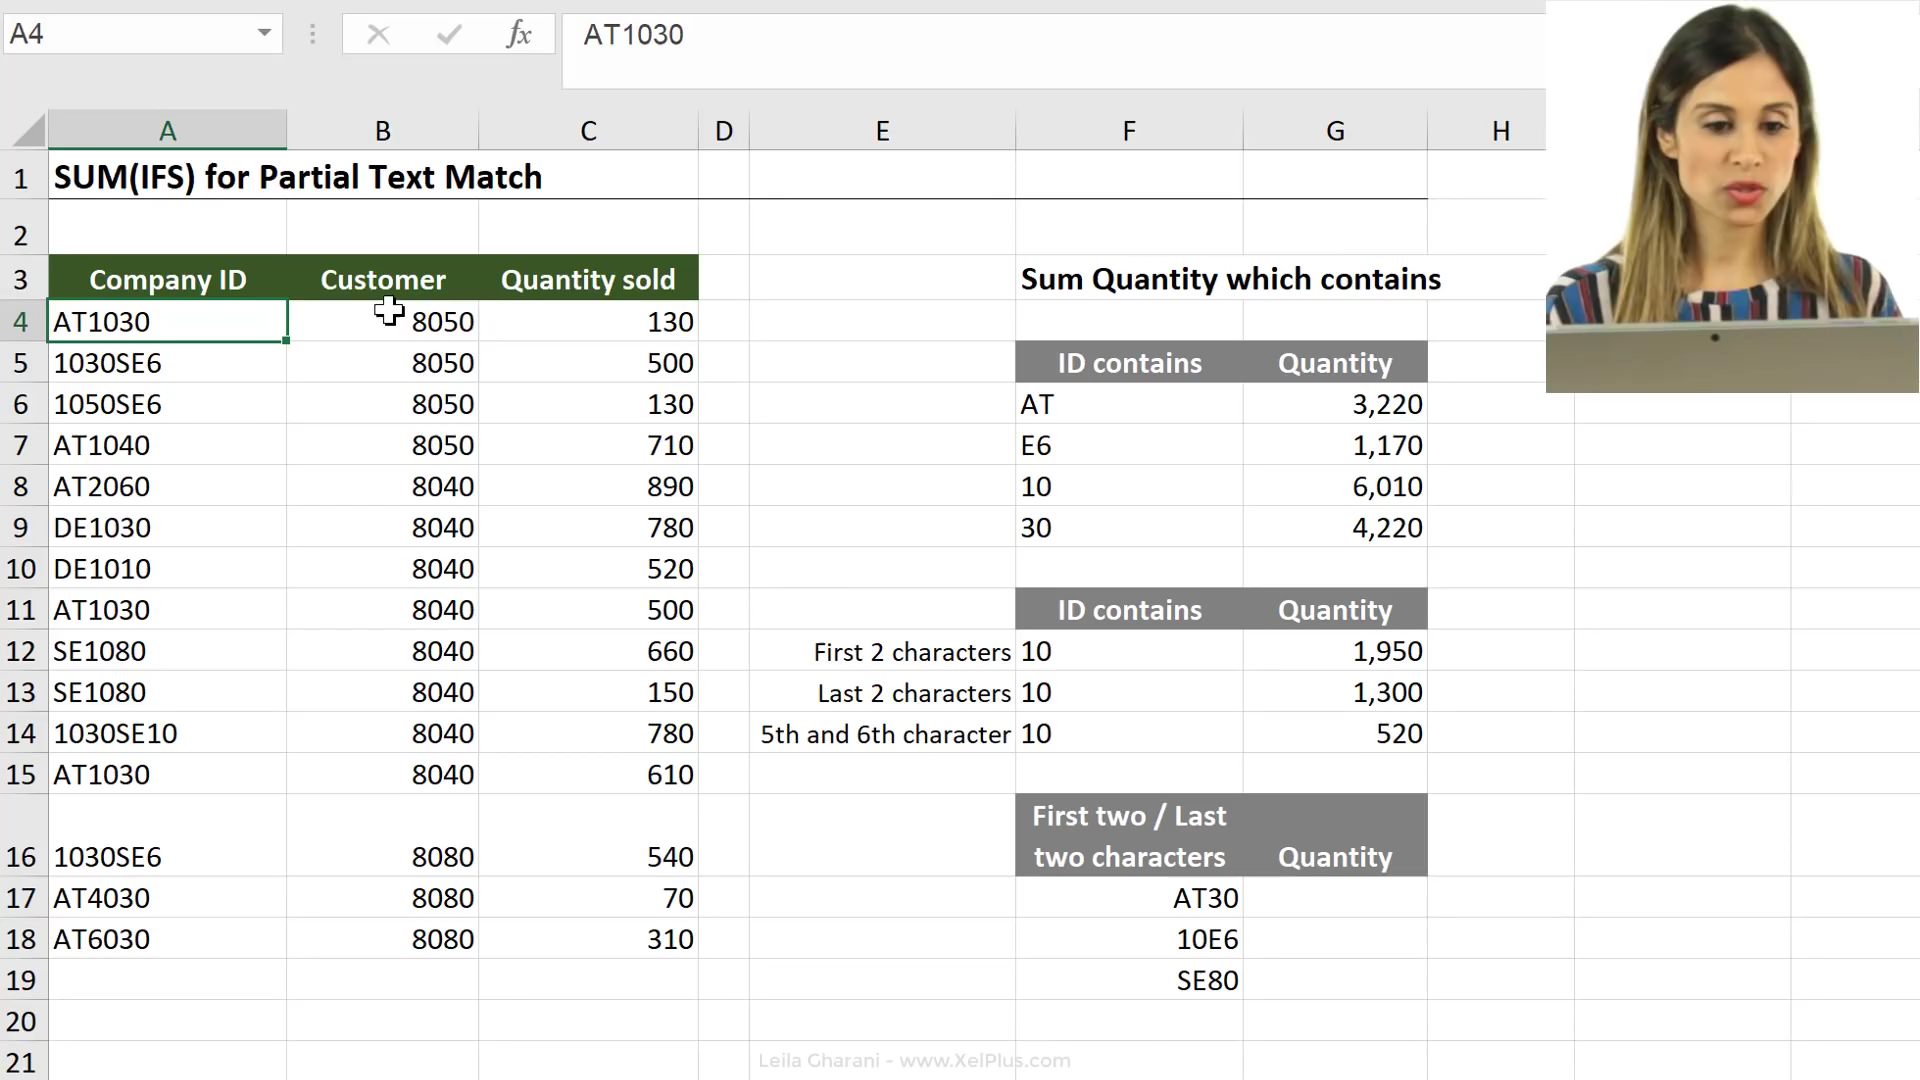 A4 fx AT1030
A B C D E F G H
1 SUM(IFS) for Partial Text Match
2
3 Company ID Customer Quantity sold Sum Quantity which contains
4 AT1030 8050 130
5 1030SE6 8050 500 ID contains Quantity
6 1050SE6 8050 130 AT 3,220
7 AT1040 8050 710 E6 1,170
8 AT2060 8040 890 10 6,010
9 DE1030 8040 780 30 4,220
10 DE1010 8040 520
11 AT1030 8040 500 ID contains Quantity
12 SE1080 8040 660 First 2 characters 10 1,950
13 SE1080 8040 150 Last 2 characters 10 1,300
14 1030SE10 8040 780 5th and 6th character 10 520
15 AT1030 8040 610
First two / Last
16 1030SE6 8080 540 two characters Quantity
17 AT4030 8080 70 AT30
18 AT6030 8080 310 10E6
19 SE80
20
21
Leila Gharani - www.XelPlus.com